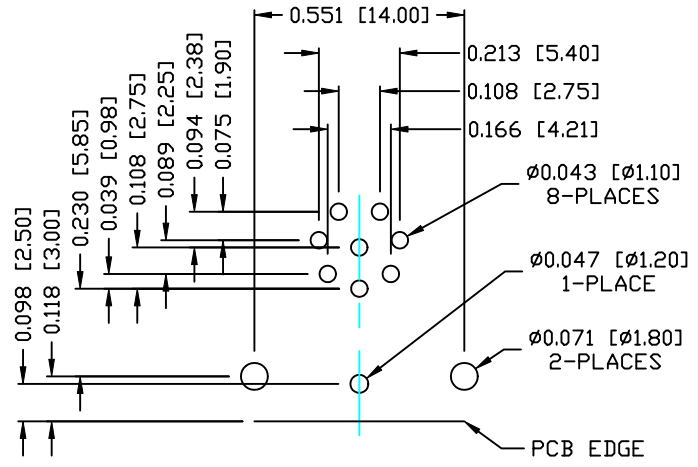 0.551 [14.00]
0.213 [5.40]
0.108 [2.75]
0.166 [4.21]
0.098 [2.50]
0.118 [3.00]
0.230 [5.85]
0.039 [0.98]
0.108 [2.75]
0.089 [2.25]
0.094 [2.38]
0.075 [1.90]
Ø0.043 [Ø1.10]
8-PLACES
Ø0.047 [Ø1.20]
1-PLACE
Ø0.071 [Ø1.80]
2-PLACES
PCB EDGE